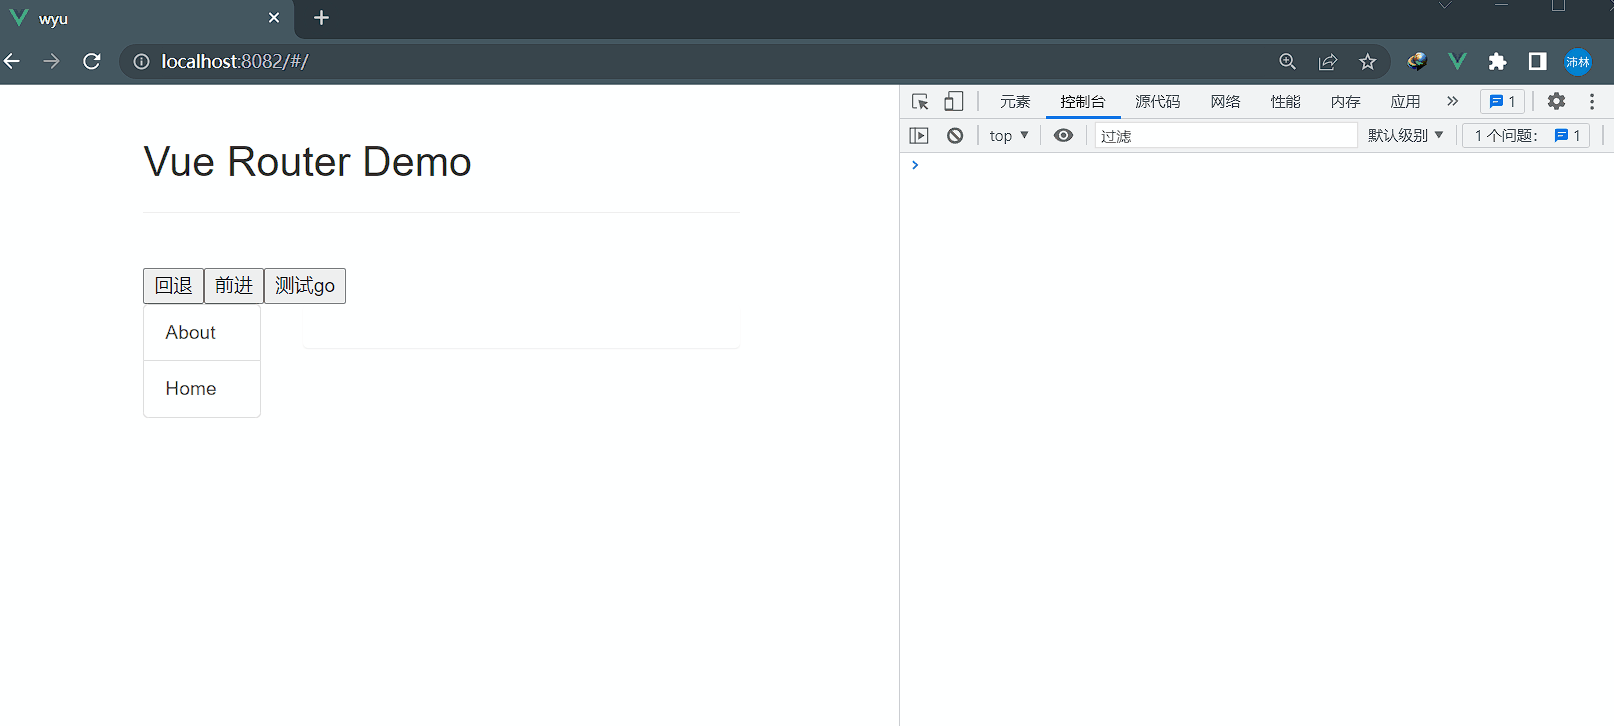 wyu
localhost:8082/#/
沛林
元素 控制台 源代码 网络 性能 内存 应用 1
top 过滤 默认级别 1 个问题： 1
Vue Router Demo
回退 前进 测试go
About
Home